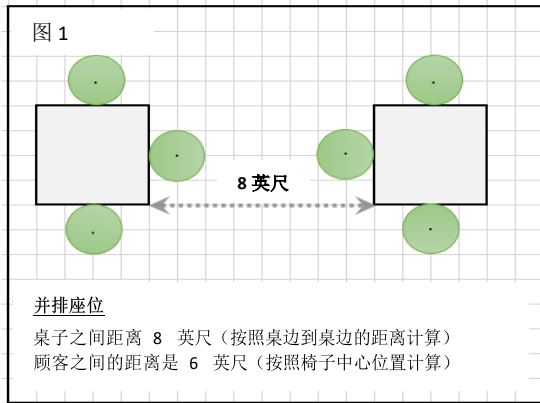 图 1
8 英尺
并排座位
桌子之间距离 8 英尺（按照桌边到桌边的距离计算）
顾客之间的距离是 6 英尺（按照椅子中心位置计算）